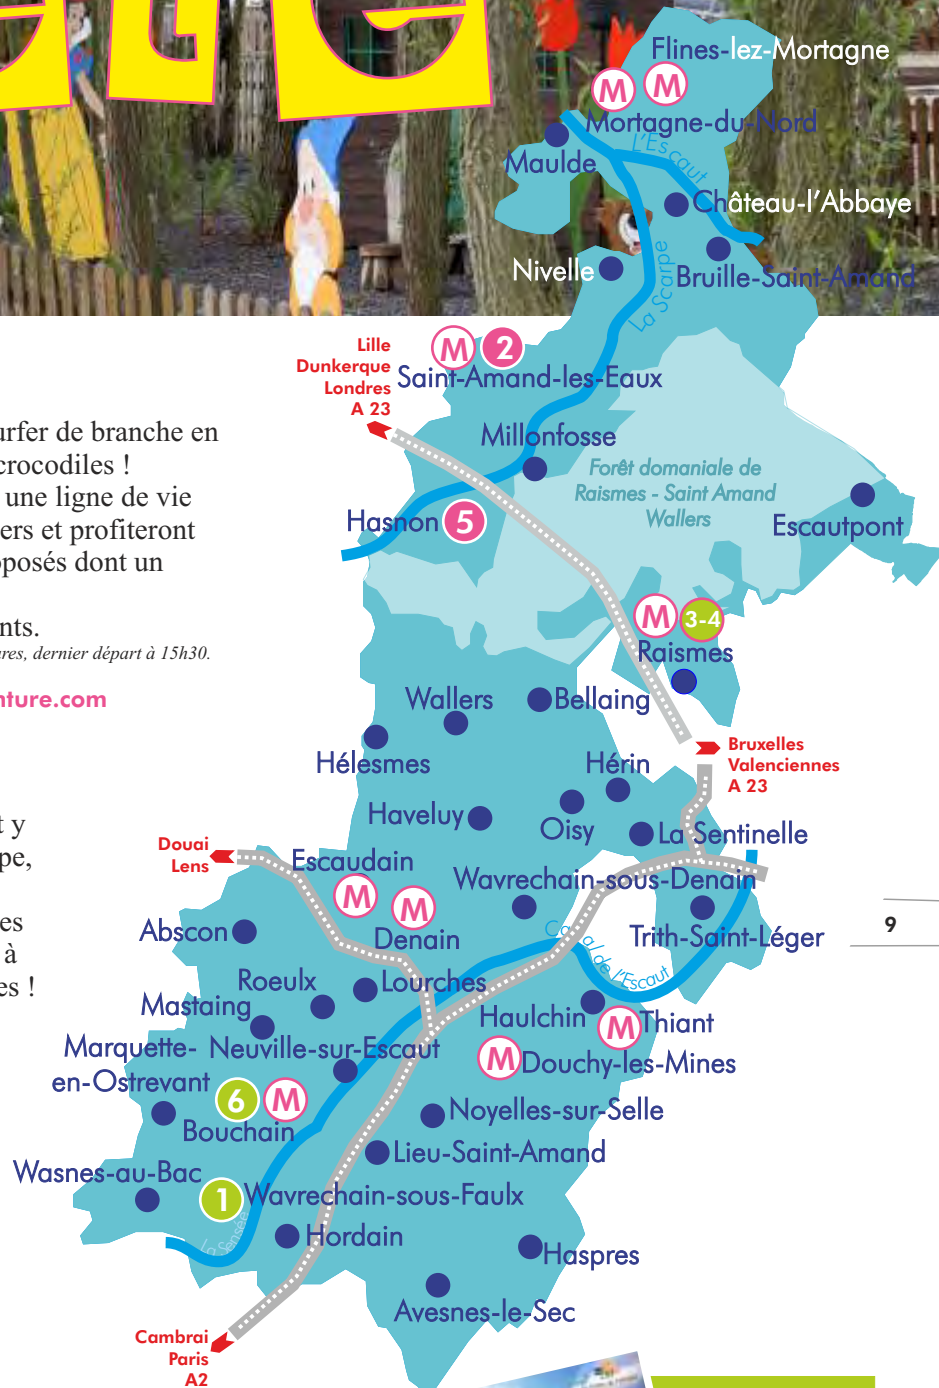 Flines-lez-Mortagne
M
M
Mortagne-du-Nord
Maulde
L'Escaut
Château-l'Abbaye
Nivelle
Bruille-Saint-Amand
La Scarpe
Lille
Dunkerque
Londres
A 23
M
2
Saint-Amand-les-Eaux
Millonfosse
Forêt domaniale de
Raismes - Saint Amand
Wallers
Escautpont
Hasnon
5
M
3-4
Raismes
urfer de branche en
crocodiles !
une ligne de vie
ers et profiteront
posés dont un
nts.
res, dernier départ à 15h30.
nture.com
Wallers
Bellaing
Bruxelles
Valenciennes
A 23
Hélesmes
Hérin
Haveluy
Oisy
La Sentinelle
t y
pe,
es
à
es !
Douai
Lens
Escaudain
M
M
Denain
Wavrechain-sous-Denain
Trith-Saint-Léger
9
Abscon
Canal de l'Escaut
Roeulx
Lourches
Mastaing
Haulchin
M
Thiant
Marquette-
en-Ostrevant
Neuville-sur-Escaut
M
Douchy-les-Mines
6
M
Bouchain
Noyelles-sur-Selle
Lieu-Saint-Amand
Wasnes-au-Bac
1
Wavrechain-sous-Faulx
La Sensée
Hordain
Haspres
Avesnes-le-Sec
Cambrai
Paris
A2